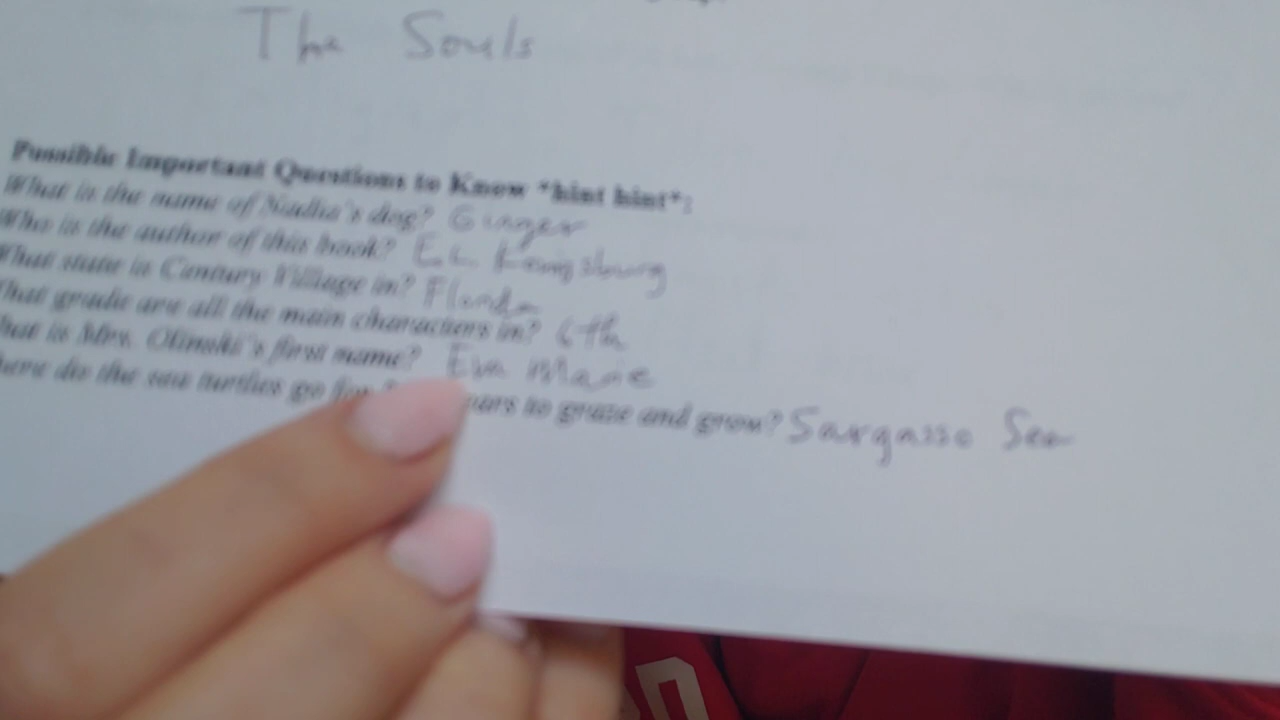 The Souls
Possible Important Questions to Know *hint hint*:
What is the name of Nadia's dog? Ginger
Who is the author of this book? EL Konigsburg
What state is Century Village in? Florida
What grade are all the main characters in? 6th
What is Mrs. Olinski's first name? Eva Marie
here do the sea turtles go for ears to graze and grow? Sargasso Sea